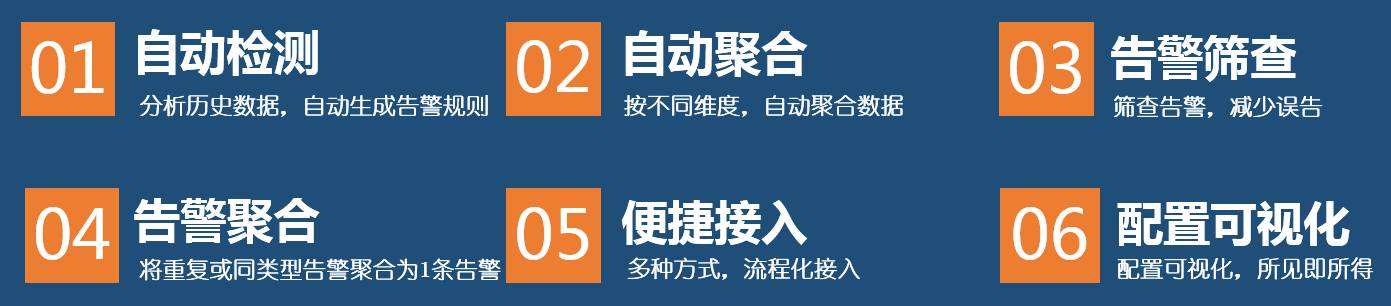 01 自动检测
分析历史数据，自动生成告警规则
02 自动聚合
按不同维度，自动聚合数据
03 告警筛查
筛查告警，减少误告
04 告警聚合
将重复或同类型告警聚合为1条告警
05 便捷接入
多种方式，流程化接入
06 配置可视化
配置可视化，所见即所得